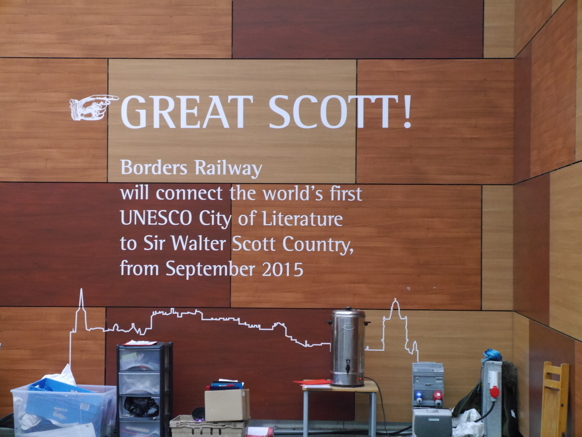 GREAT SCOTT!
Borders Railway
will connect the world's first
UNESCO City of Literature
to Sir Walter Scott Country,
from September 2015